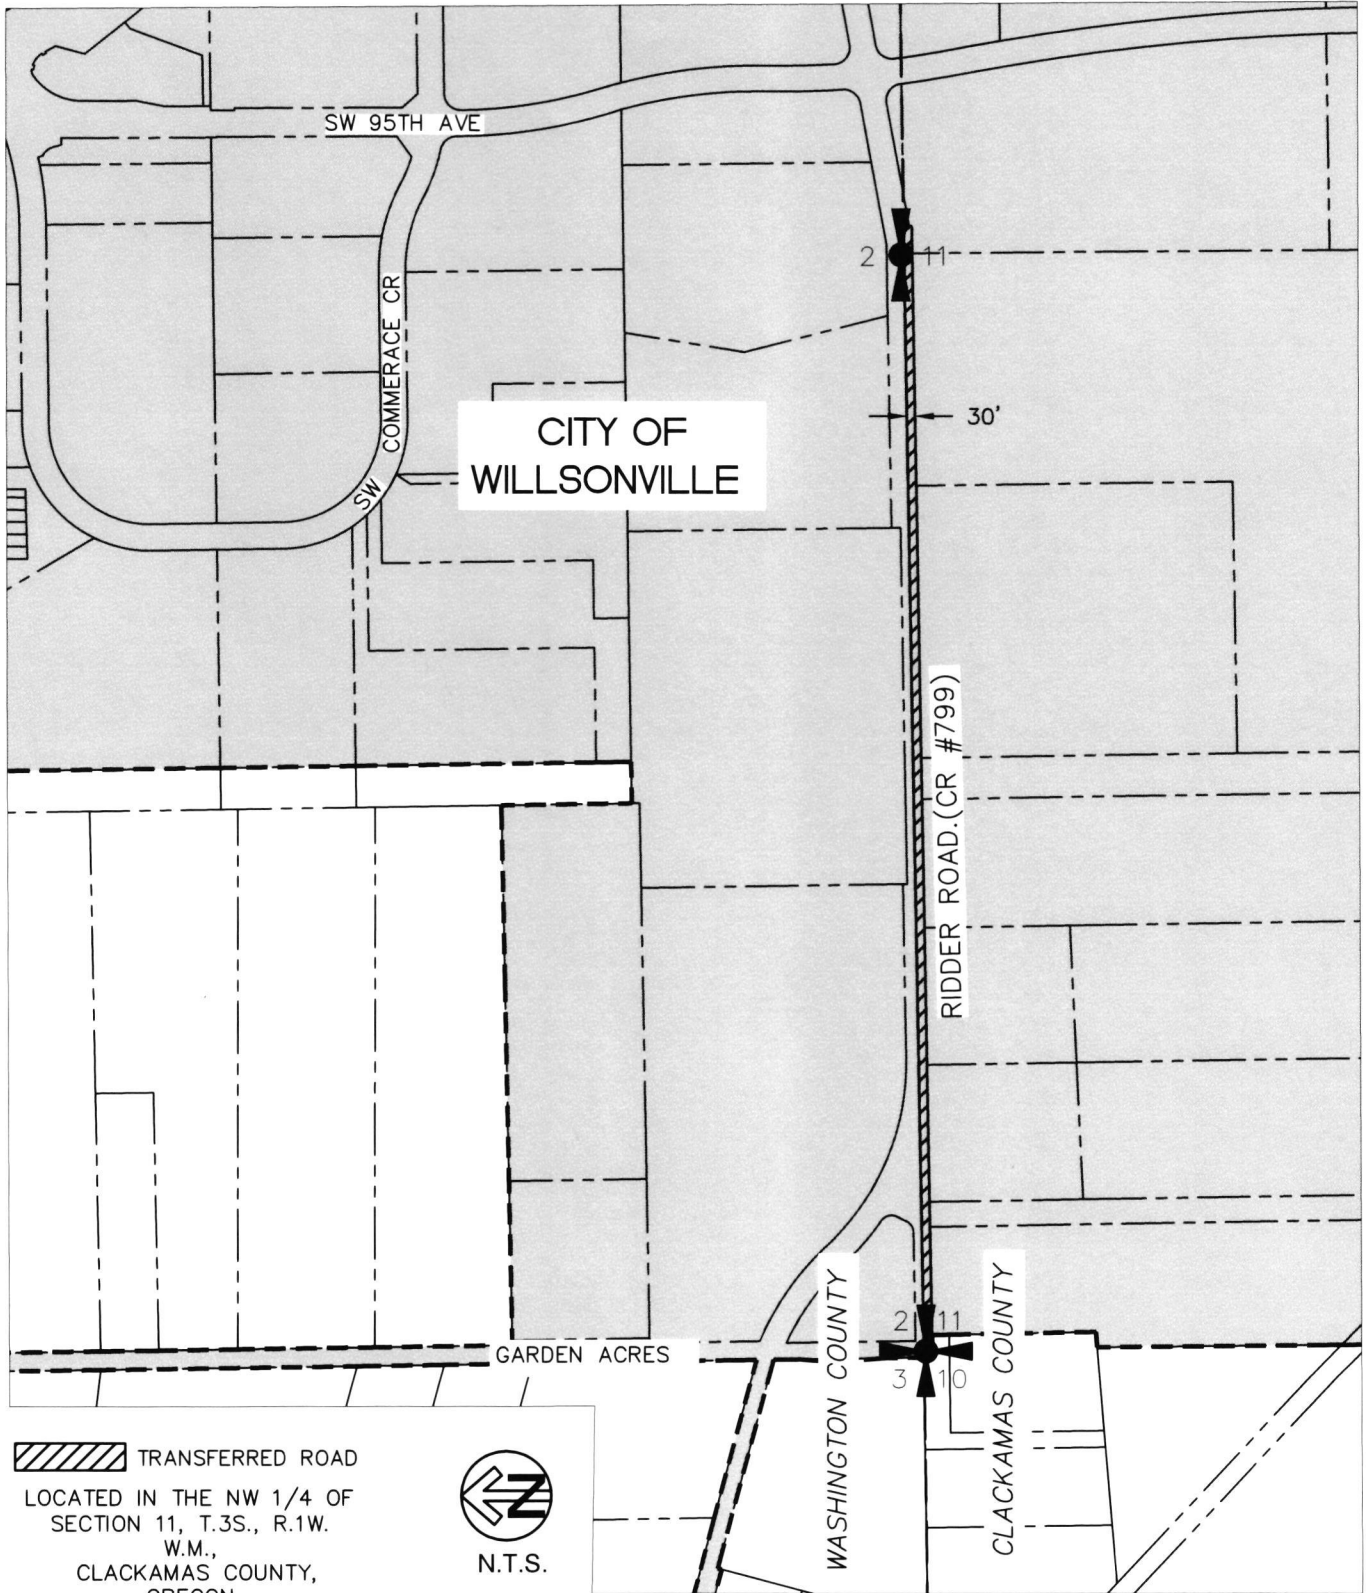 SW 95TH AVE
2 11
SW COMMERACE CR
30'
CITY OF
WILLSONVILLE
RIDDER ROAD.(CR #799)
2 11
GARDEN ACRES
3 10
WASHINGTON COUNTY
CLACKAMAS COUNTY
TRANSFERRED ROAD
LOCATED IN THE NW 1/4 OF
SECTION 11, T.3S., R.1W.
W.M.,
CLACKAMAS COUNTY,
OREGON
N
N.T.S.